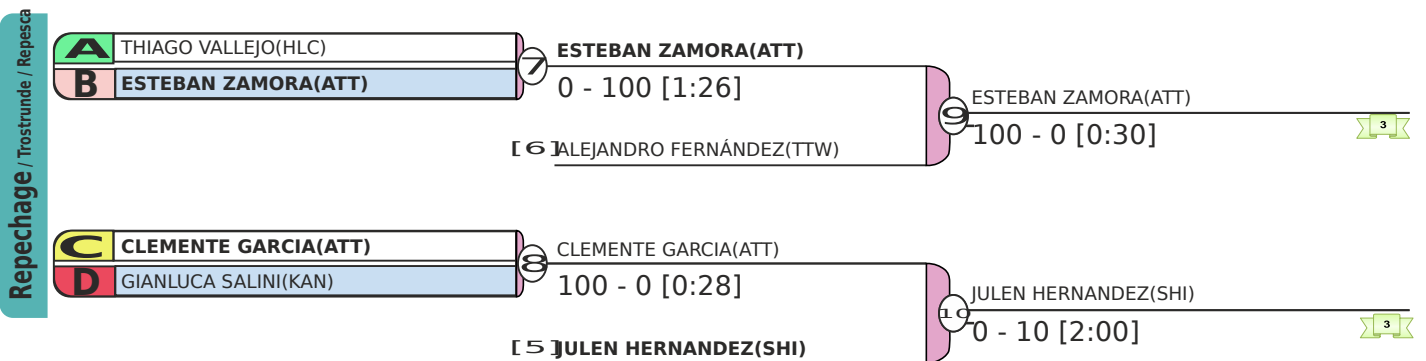 Repechage / Trostrunde / Repesca
A THIAGO VALLEJO(HLC)
B ESTEBAN ZAMORA(ATT)
7 ESTEBAN ZAMORA(ATT)
0 - 100 [1:26]
[6] ALEJANDRO FERNÁNDEZ(TTW)
9 ESTEBAN ZAMORA(ATT)
100 - 0 [0:30]
3
C CLEMENTE GARCIA(ATT)
D GIANLUCA SALINI(KAN)
8 CLEMENTE GARCIA(ATT)
100 - 0 [0:28]
[5] JULEN HERNANDEZ(SHI)
10 JULEN HERNANDEZ(SHI)
0 - 10 [2:00]
3